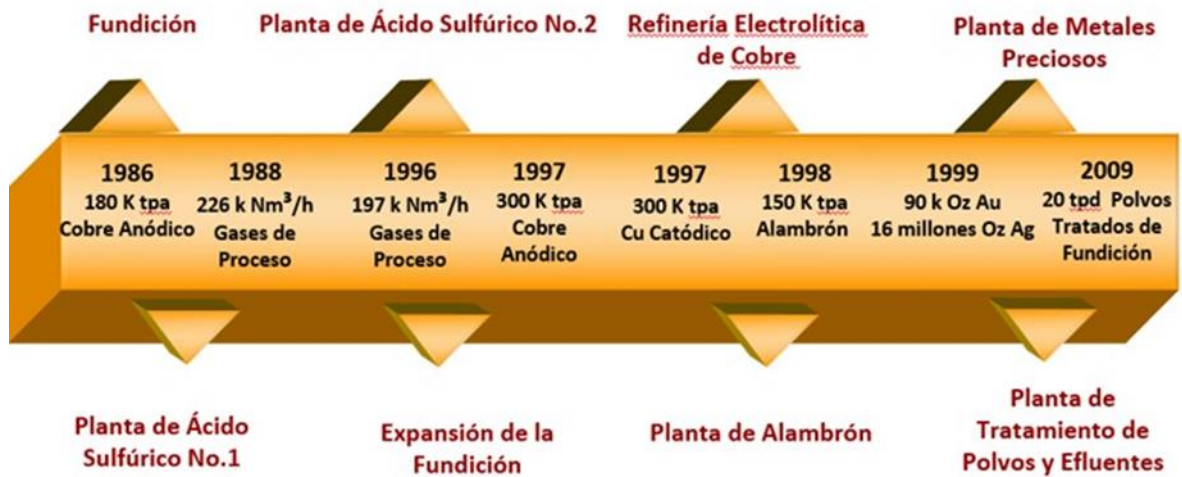 Fundición
Planta de Ácido Sulfúrico No.2
Refinería Electrolítica
de Cobre
Planta de Metales
Preciosos
1986
180 K tpa
Cobre Anódico
1988
226 k Nm³/h
Gases de
Proceso
1996
197 k Nm³/h
Gases de
Proceso
1997
300 K tpa
Cobre
Anódico
1997
300 K tpa
Cu Catódico
1998
150 K tpa
Alambrón
1999
90 k Oz Au
16 millones Oz Ag
2009
20 tpd Polvos
Tratados de
Fundición
Planta de Ácido
Sulfúrico No.1
Expansión de la
Fundición
Planta de Alambrón
Planta de
Tratamiento de
Polvos y Efluentes